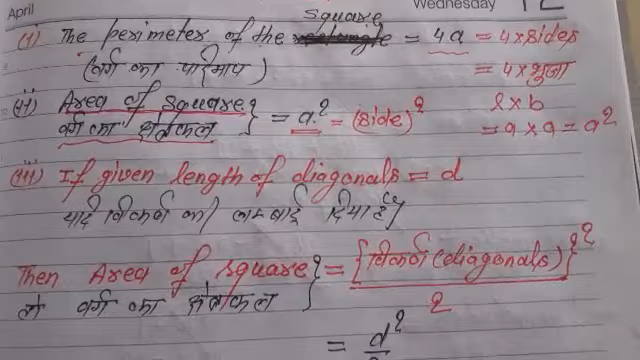 April
Wednesday 12
square
(i) The perimeter of the rectangle = 4a = 4×sides
(वर्ग का परिमाप) = 4×भुजा
(ii) Area of square} = a² = (side)² l×b
वर्ग का क्षेत्रफल = a×a = a²
(iii) If given length of diagonals = d
यदि विकर्ण की लम्बाई दिया है
Then Area of square} = {विकर्ण(diagonals)}²
तो वर्ग का क्षेत्रफल 2
= d²